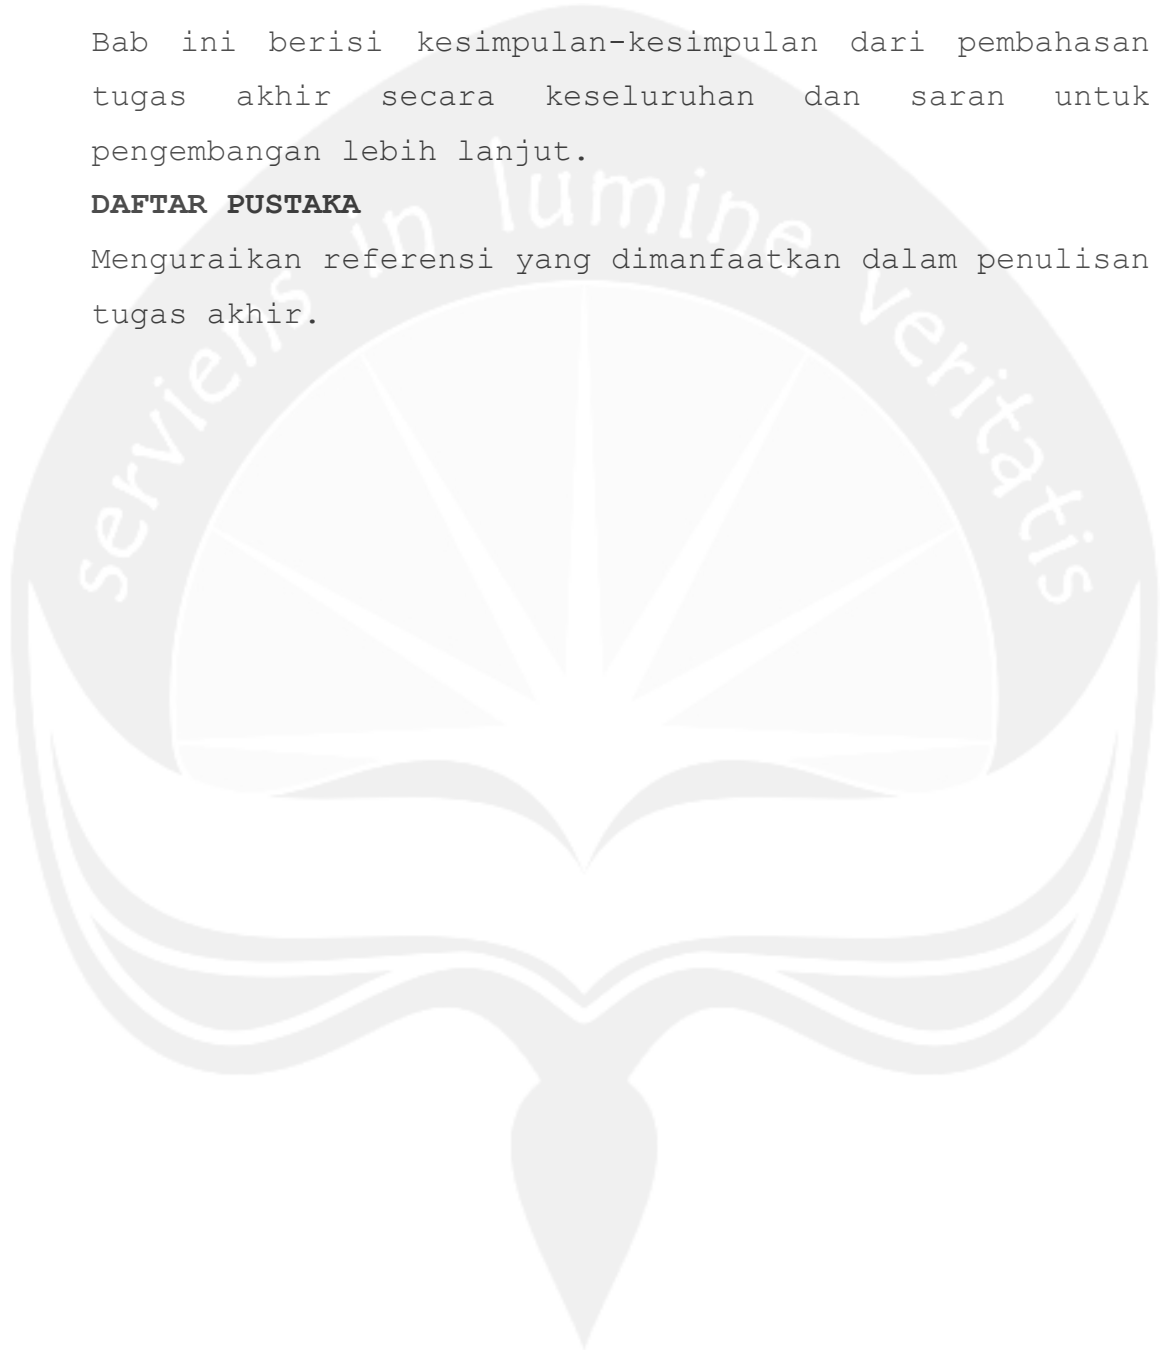 Bab ini berisi kesimpulan-kesimpulan dari pembahasan
tugas akhir secara keseluruhan dan saran untuk
pengembangan lebih lanjut.
DAFTAR PUSTAKA
Menguraikan referensi yang dimanfaatkan dalam penulisan
tugas akhir.
serviens in lumine veritatis